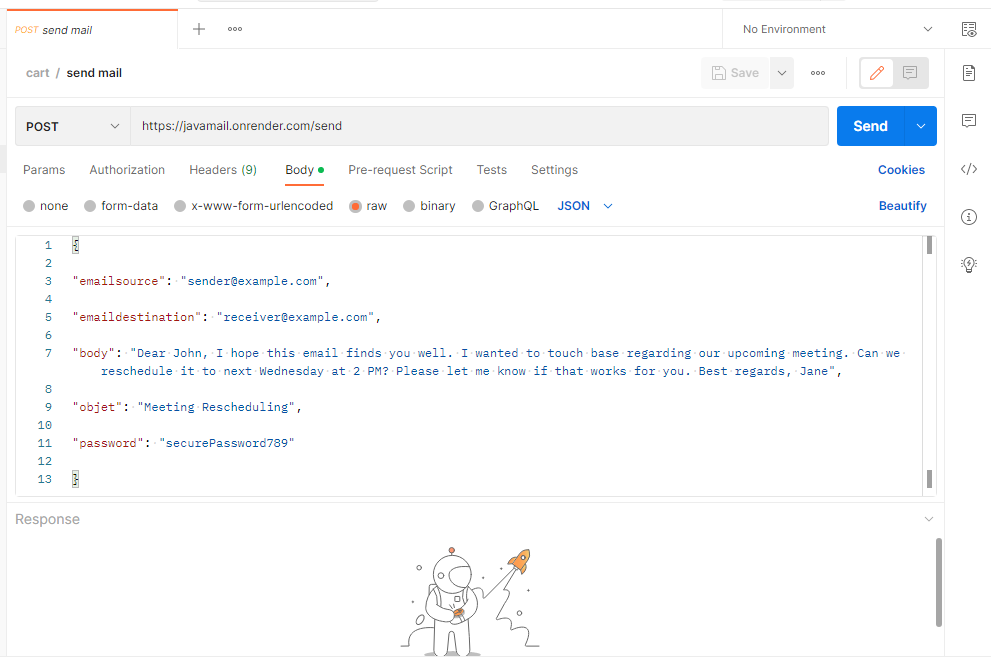 POST send mail
No Environment
cart / send mail
Save
POST
https://javamail.onrender.com/send
Send
Params
Authorization
Headers (9)
Body
Pre-request Script
Tests
Settings
Cookies
none
form-data
x-www-form-urlencoded
raw
binary
GraphQL
JSON
Beautify
1 {
2
3 "emailsource": "sender@example.com",
4
5 "emaildestination": "receiver@example.com",
6
7 "body": "Dear John, I hope this email finds you well. I wanted to touch base regarding our upcoming meeting. Can we
reschedule it to next Wednesday at 2 PM? Please let me know if that works for you. Best regards, Jane",
8
9 "objet": "Meeting Rescheduling",
10
11 "password": "securePassword789"
12
13 }
Response